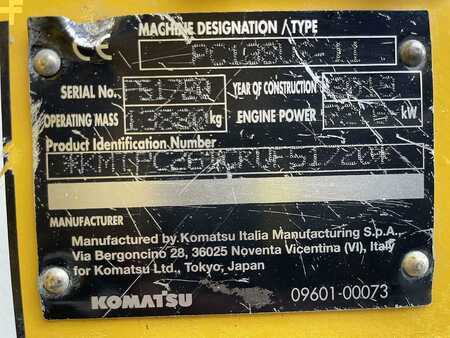 MACHINE DESIGNATION / TYPE
CE
SERIAL No.
YEAR OF CONSTRUCTION
OPERATING MASS kg
ENGINE POWER kW
Product Identification Number
MANUFACTURER
Manufactured by Komatsu Italia Manufacturing S.p.A.,
Via Bergoncino 28, 36025 Noventa Vicentina (VI), Italy
for Komatsu Ltd., Tokyo, Japan
KOMATSU
09601-00073